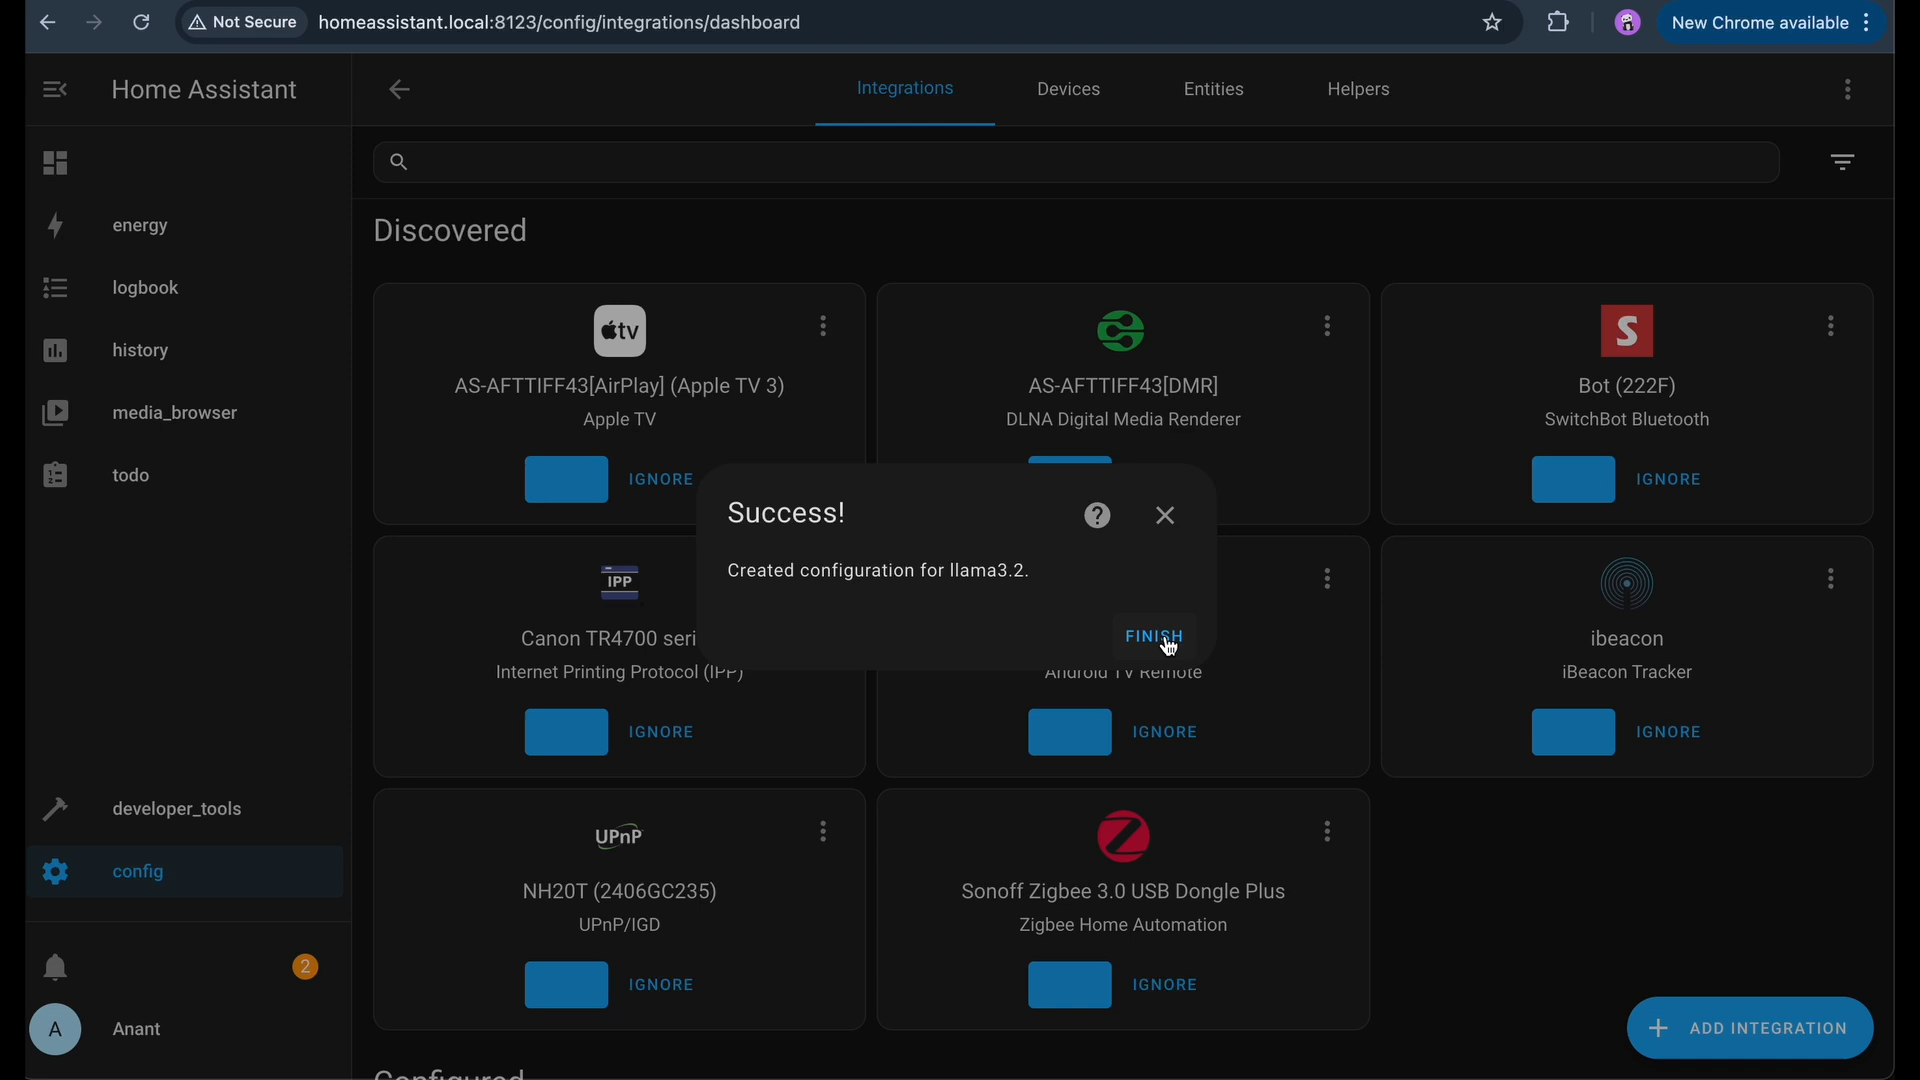 Not Secure
homeassistant.local:8123/config/integrations/dashboard
New Chrome available
Home Assistant
Integrations
Devices
Entities
Helpers
energy
logbook
history
media_browser
todo
developer_tools
config
2
A
Anant
Discovered
tv
AS-AFTTIFF43[AirPlay] (Apple TV 3)
Apple TV
IGNORE
AS-AFTTIFF43[DMR]
DLNA Digital Media Renderer
S
Bot (222F)
SwitchBot Bluetooth
IGNORE
Success!
Created configuration for llama3.2.
FINISH
IPP
Canon TR4700 seri
Internet Printing Protocol (IPP)
IGNORE
Android TV Remote
IGNORE
ibeacon
iBeacon Tracker
IGNORE
UPnP
NH20T (2406GC235)
UPnP/IGD
IGNORE
Z
Sonoff Zigbee 3.0 USB Dongle Plus
Zigbee Home Automation
IGNORE
ADD INTEGRATION
Configured